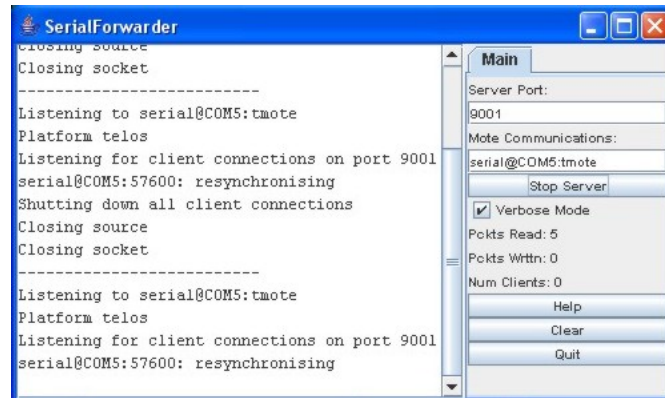 SerialForwarder
Closing source
Closing socket
--------------------------
Listening to serial@COM5:tmote
Platform telos
Listening for client connections on port 9001
serial@COM5:57600: resynchronising
Shutting down all client connections
Closing source
Closing socket
--------------------------
Listening to serial@COM5:tmote
Platform telos
Listening for client connections on port 9001
serial@COM5:57600: resynchronising
Main
Server Port:
9001
Mote Communications:
serial@COM5:tmote
Stop Server
Verbose Mode
Pckts Read: 5
Pckts Wrttn: 0
Num Clients: 0
Help
Clear
Quit